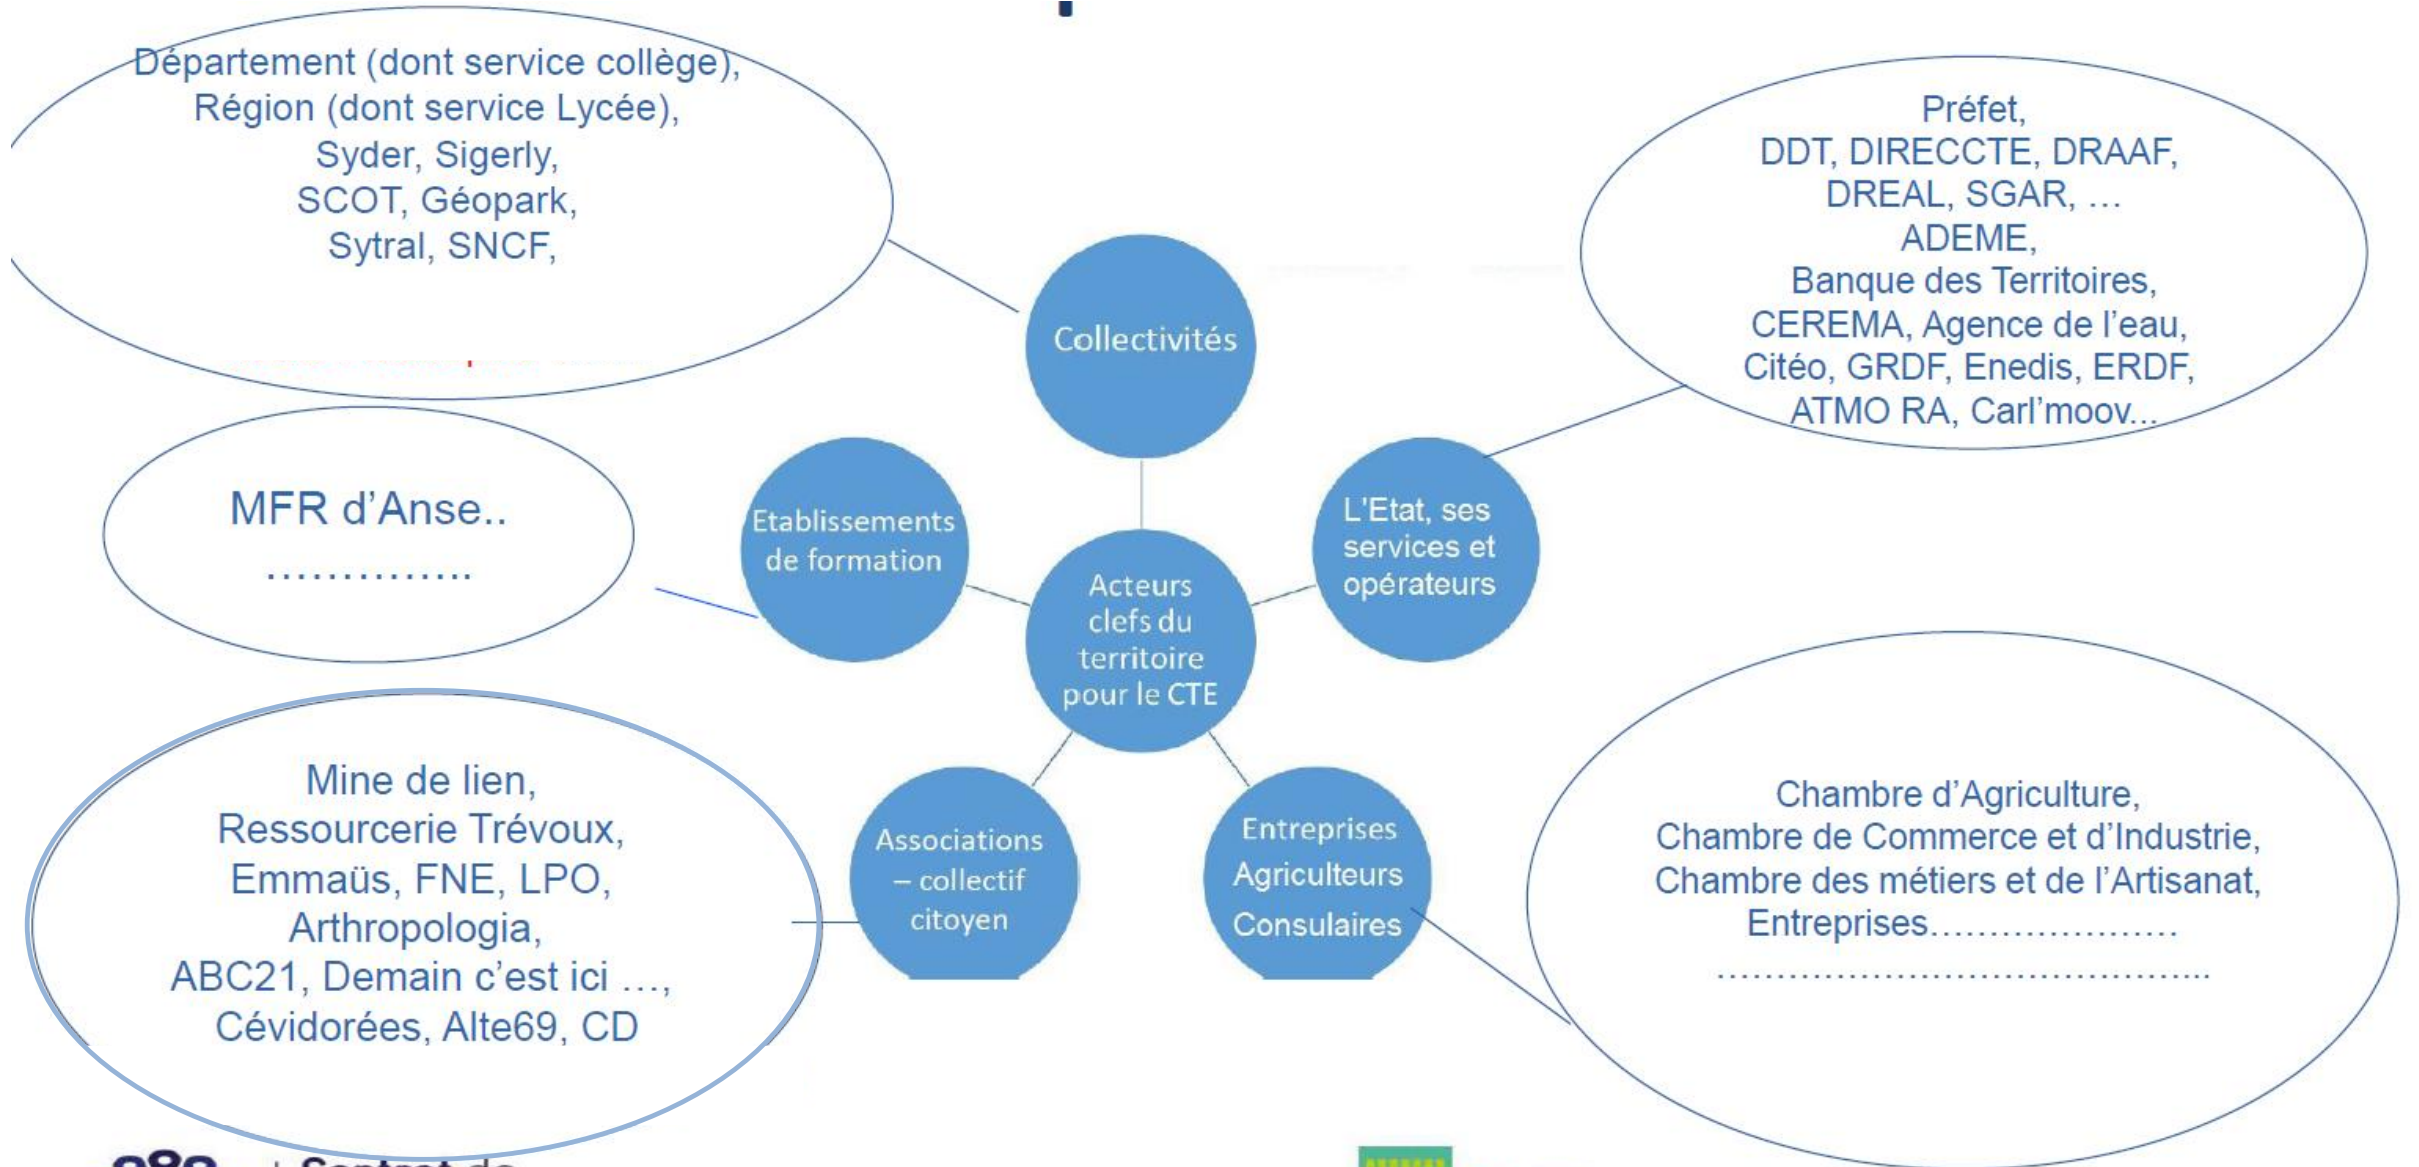 Département (dont service collège),
Région (dont service Lycée),
Syder, Sigerly,
SCOT, Géopark,
Sytral, SNCF,
Préfet,
DDT, DIRECCTE, DRAAF,
DREAL, SGAR, …
ADEME,
Banque des Territoires,
CEREMA, Agence de l’eau,
Citéo, GRDF, Enedis, ERDF,
ATMO RA, Carl’moov...
Collectivités
MFR d’Anse..
…………..
Etablissements
de formation
L'Etat, ses
services et
opérateurs
Acteurs
clefs du
territoire
pour le CTE
Mine de lien,
Ressourcerie Trévoux,
Emmaüs, FNE, LPO,
Arthropologia,
ABC21, Demain c’est ici …,
Cévidorées, Alte69, CD
Associations
– collectif
citoyen
Entreprises
Agriculteurs
Consulaires
Chambre d’Agriculture,
Chambre de Commerce et d’Industrie,
Chambre des métiers et de l’Artisanat,
Entreprises…………………
…………………………………...